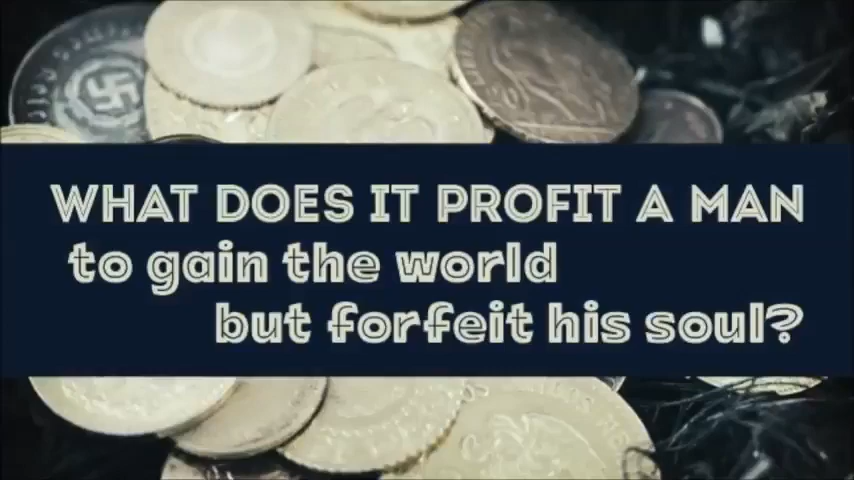 WHAT DOES IT PROFIT A MAN
to gain the world
but forfeit his soul?